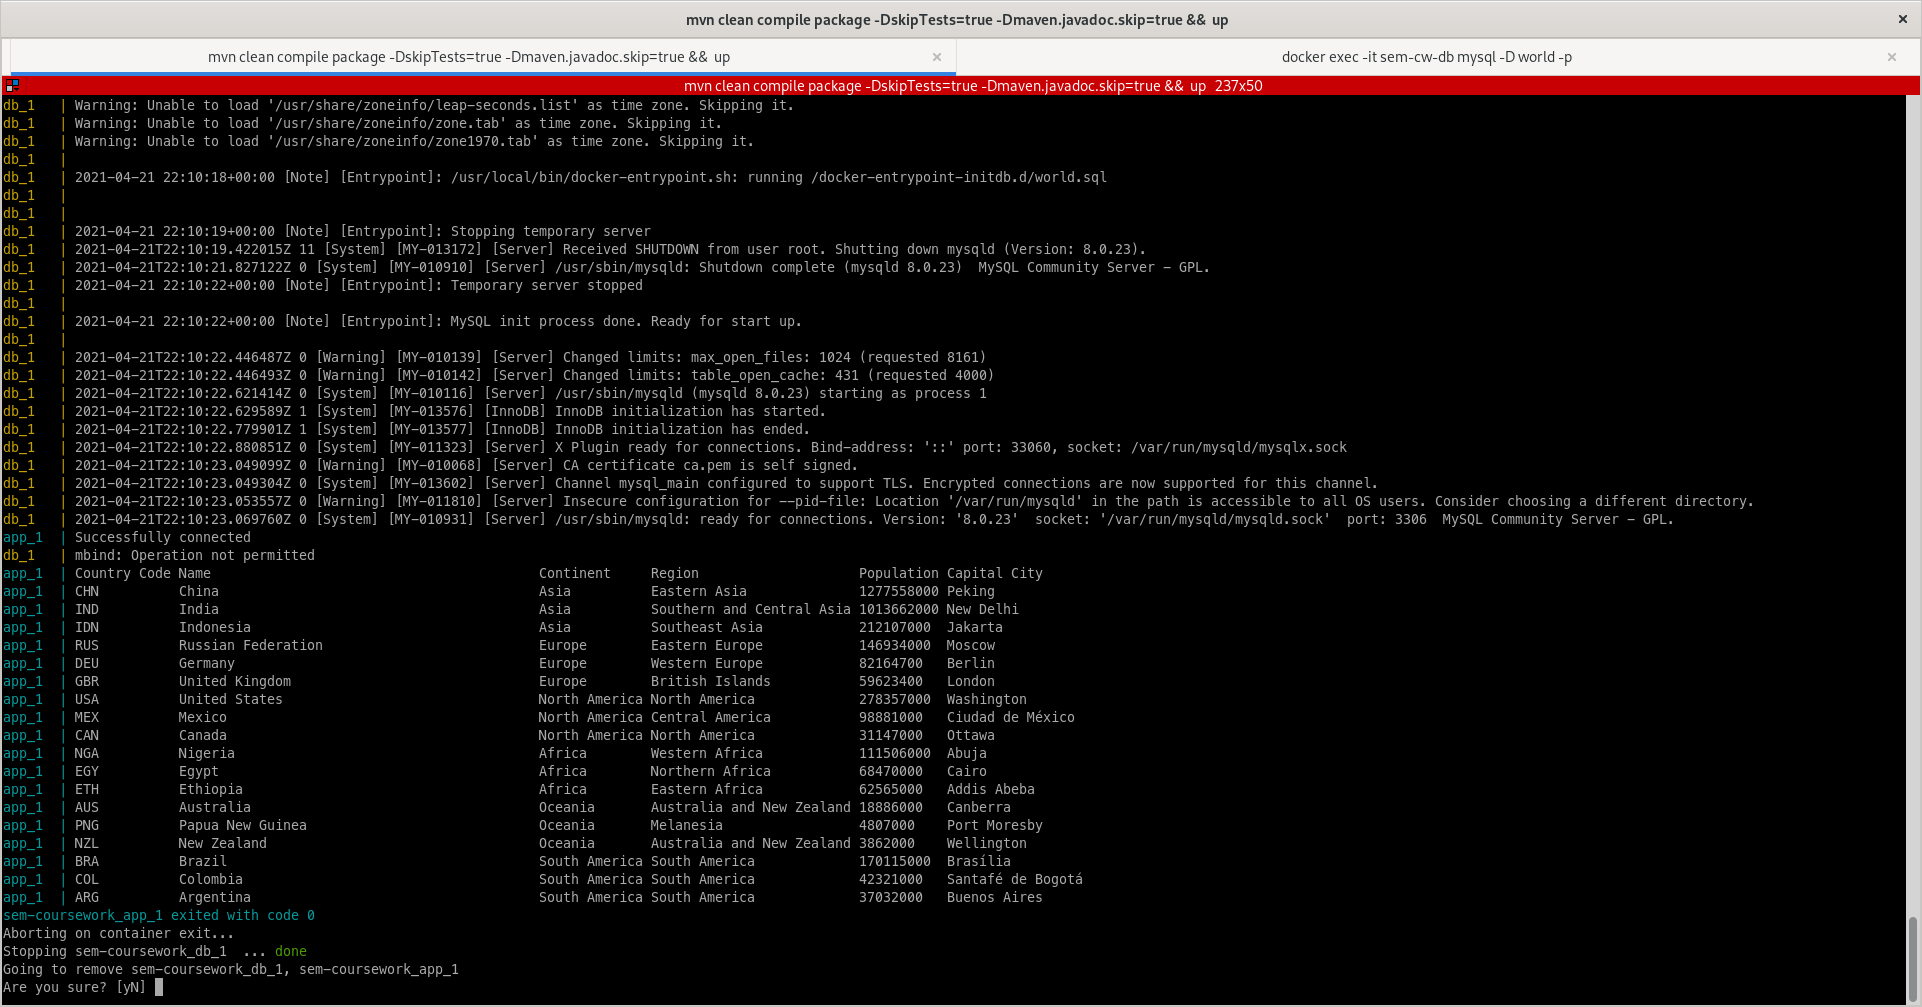 mvn clean compile package -DskipTests=true -Dmaven.javadoc.skip=true && up
mvn clean compile package -DskipTests=true -Dmaven.javadoc.skip=true && up
docker exec -it sem-cw-db mysql -D world -p
mvn clean compile package -DskipTests=true -Dmaven.javadoc.skip=true && up 237x50
db_1   | Warning: Unable to load '/usr/share/zoneinfo/leap-seconds.list' as time zone. Skipping it.
db_1   | Warning: Unable to load '/usr/share/zoneinfo/zone.tab' as time zone. Skipping it.
db_1   | Warning: Unable to load '/usr/share/zoneinfo/zone1970.tab' as time zone. Skipping it.
db_1   |
db_1   | 2021-04-21 22:10:18+00:00 [Note] [Entrypoint]: /usr/local/bin/docker-entrypoint.sh: running /docker-entrypoint-initdb.d/world.sql
db_1   |
db_1   |
db_1   | 2021-04-21 22:10:19+00:00 [Note] [Entrypoint]: Stopping temporary server
db_1   | 2021-04-21T22:10:19.422015Z 11 [System] [MY-013172] [Server] Received SHUTDOWN from user root. Shutting down mysqld (Version: 8.0.23).
db_1   | 2021-04-21T22:10:21.827122Z 0 [System] [MY-010910] [Server] /usr/sbin/mysqld: Shutdown complete (mysqld 8.0.23)  MySQL Community Server - GPL.
db_1   | 2021-04-21 22:10:22+00:00 [Note] [Entrypoint]: Temporary server stopped
db_1   |
db_1   | 2021-04-21 22:10:22+00:00 [Note] [Entrypoint]: MySQL init process done. Ready for start up.
db_1   |
db_1   | 2021-04-21T22:10:22.446487Z 0 [Warning] [MY-010139] [Server] Changed limits: max_open_files: 1024 (requested 8161)
db_1   | 2021-04-21T22:10:22.446493Z 0 [Warning] [MY-010142] [Server] Changed limits: table_open_cache: 431 (requested 4000)
db_1   | 2021-04-21T22:10:22.621414Z 0 [System] [MY-010116] [Server] /usr/sbin/mysqld (mysqld 8.0.23) starting as process 1
db_1   | 2021-04-21T22:10:22.629589Z 1 [System] [MY-013576] [InnoDB] InnoDB initialization has started.
db_1   | 2021-04-21T22:10:22.779901Z 1 [System] [MY-013577] [InnoDB] InnoDB initialization has ended.
db_1   | 2021-04-21T22:10:22.880851Z 0 [System] [MY-011323] [Server] X Plugin ready for connections. Bind-address: '::' port: 33060, socket: /var/run/mysqld/mysqlx.sock
db_1   | 2021-04-21T22:10:23.049099Z 0 [Warning] [MY-010068] [Server] CA certificate ca.pem is self signed.
db_1   | 2021-04-21T22:10:23.049304Z 0 [System] [MY-013602] [Server] Channel mysql_main configured to support TLS. Encrypted connections are now supported for this channel.
db_1   | 2021-04-21T22:10:23.053557Z 0 [Warning] [MY-011810] [Server] Insecure configuration for --pid-file: Location '/var/run/mysqld' in the path is accessible to all OS users. Consider choosing a different directory.
db_1   | 2021-04-21T22:10:23.069760Z 0 [System] [MY-010931] [Server] /usr/sbin/mysqld: ready for connections. Version: '8.0.23'  socket: '/var/run/mysqld/mysqld.sock'  port: 3306  MySQL Community Server - GPL.
app_1  | Successfully connected
db_1   | mbind: Operation not permitted
app_1  | Country Code Name                                         Continent     Region                    Population Capital City
app_1  | CHN          China                                        Asia          Eastern Asia              1277558000 Peking
app_1  | IND          India                                        Asia          Southern and Central Asia 1013662000 New Delhi
app_1  | IDN          Indonesia                                    Asia          Southeast Asia            212107000  Jakarta
app_1  | RUS          Russian Federation                           Europe        Eastern Europe            146934000  Moscow
app_1  | DEU          Germany                                      Europe        Western Europe            82164700   Berlin
app_1  | GBR          United Kingdom                               Europe        British Islands           59623400   London
app_1  | USA          United States                                North America North America             278357000  Washington
app_1  | MEX          Mexico                                       North America Central America           98881000   Ciudad de México
app_1  | CAN          Canada                                       North America North America             31147000   Ottawa
app_1  | NGA          Nigeria                                      Africa        Western Africa            111506000  Abuja
app_1  | EGY          Egypt                                        Africa        Northern Africa           68470000   Cairo
app_1  | ETH          Ethiopia                                     Africa        Eastern Africa            62565000   Addis Abeba
app_1  | AUS          Australia                                    Oceania       Australia and New Zealand 18886000   Canberra
app_1  | PNG          Papua New Guinea                             Oceania       Melanesia                 4807000    Port Moresby
app_1  | NZL          New Zealand                                  Oceania       Australia and New Zealand 3862000    Wellington
app_1  | BRA          Brazil                                       South America South America             170115000  Brasília
app_1  | COL          Colombia                                     South America South America             42321000   Santafé de Bogotá
app_1  | ARG          Argentina                                    South America South America             37032000   Buenos Aires
sem-coursework_app_1 exited with code 0
Aborting on container exit...
Stopping sem-coursework_db_1  ... done
Going to remove sem-coursework_db_1, sem-coursework_app_1
Are you sure? [yN]